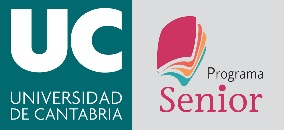 UC
UNIVERSIDAD
DE CANTABRIA
Programa
Senior